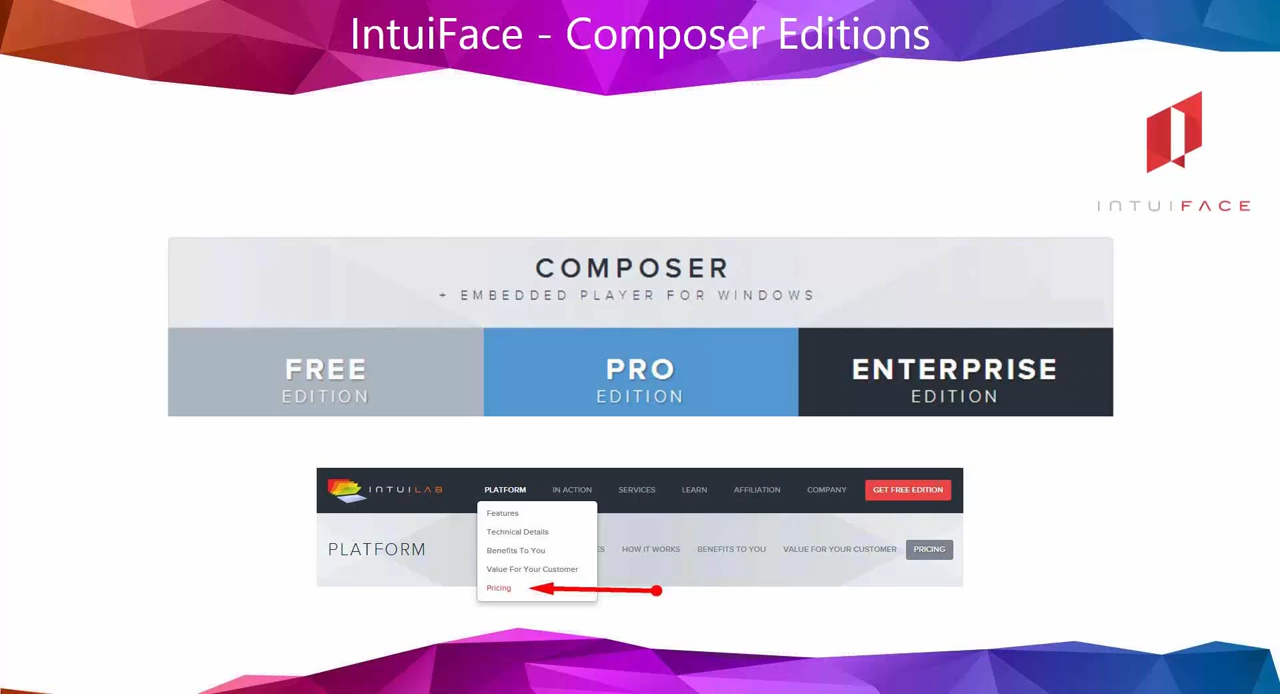 IntuiFace - Composer Editions
INTUIFACE
COMPOSER
+ EMBEDDED PLAYER FOR WINDOWS
FREE
EDITION
PRO
EDITION
ENTERPRISE
EDITION
INTUILAB PLATFORM IN ACTION SERVICES LEARN AFFILIATION COMPANY GET FREE EDITION
Features
Technical Details
Benefits To You
Value For Your Customer
Pricing
PLATFORM ES HOW IT WORKS BENEFITS TO YOU VALUE FOR YOUR CUSTOMER PRICING